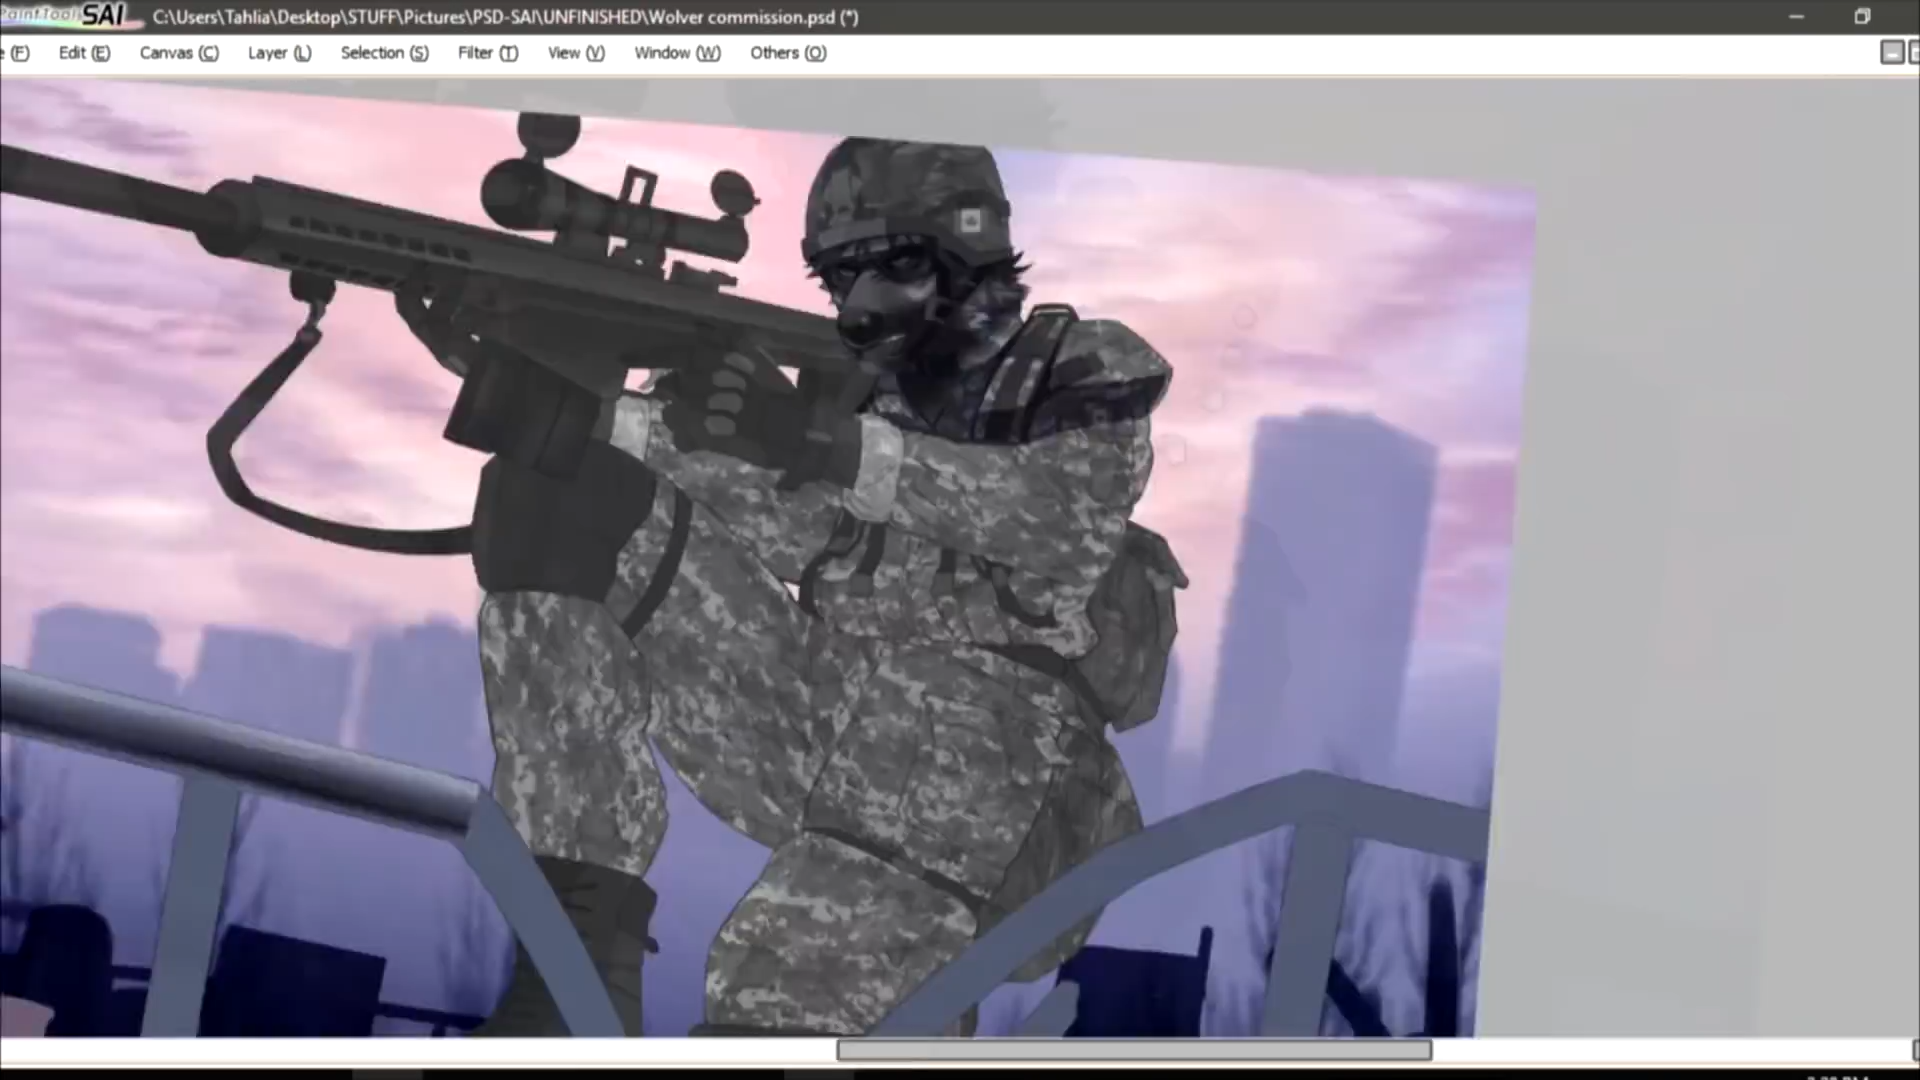 PaintTool SAI C:\Users\Tahlia\Desktop\STUFF\Pictures\PSD-SAI\UNFINISHED\Wolver commission.psd (*)
e (F) Edit (E) Canvas (C) Layer (L) Selection (S) Filter (T) View (V) Window (W) Others (O)